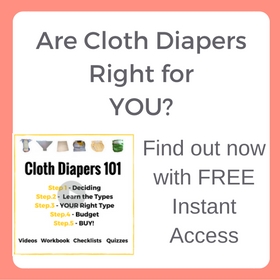 Are Cloth Diapers
Right for
YOU?
Find out now
with FREE
Instant
Access
Cloth Diapers 101
Step.1 - Deciding
Step.2 - Learn the Types
Step.3 - YOUR Right Type
Step.4 - Budget
Step.5 - BUY!
Videos Workbook Checklists Quizzes